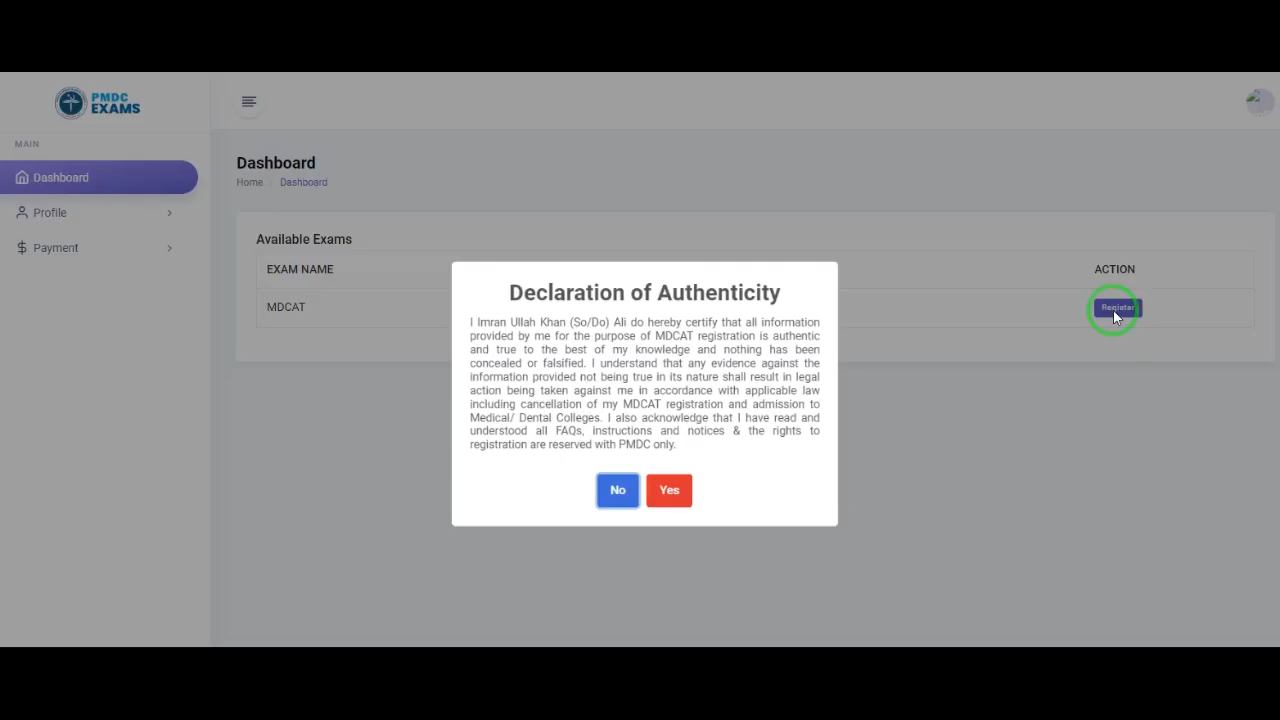 PMDC
EXAMS
MAIN
Dashboard
Profile
Payment
Dashboard
Home Dashboard
Available Exams
EXAM NAME ACTION
MDCAT Register
Declaration of Authenticity
I Imran Ullah Khan (So/Do) Ali do hereby certify that all information
provided by me for the purpose of MDCAT registration is authentic
and true to the best of my knowledge and nothing has been
concealed or falsified. I understand that any evidence against the
information provided not being true in its nature shall result in legal
action being taken against me in accordance with applicable law
including cancellation of my MDCAT registration and admission to
Medical/ Dental Colleges. I also acknowledge that I have read and
understood all FAQs, instructions and notices & the rights to
registration are reserved with PMDC only.
No Yes